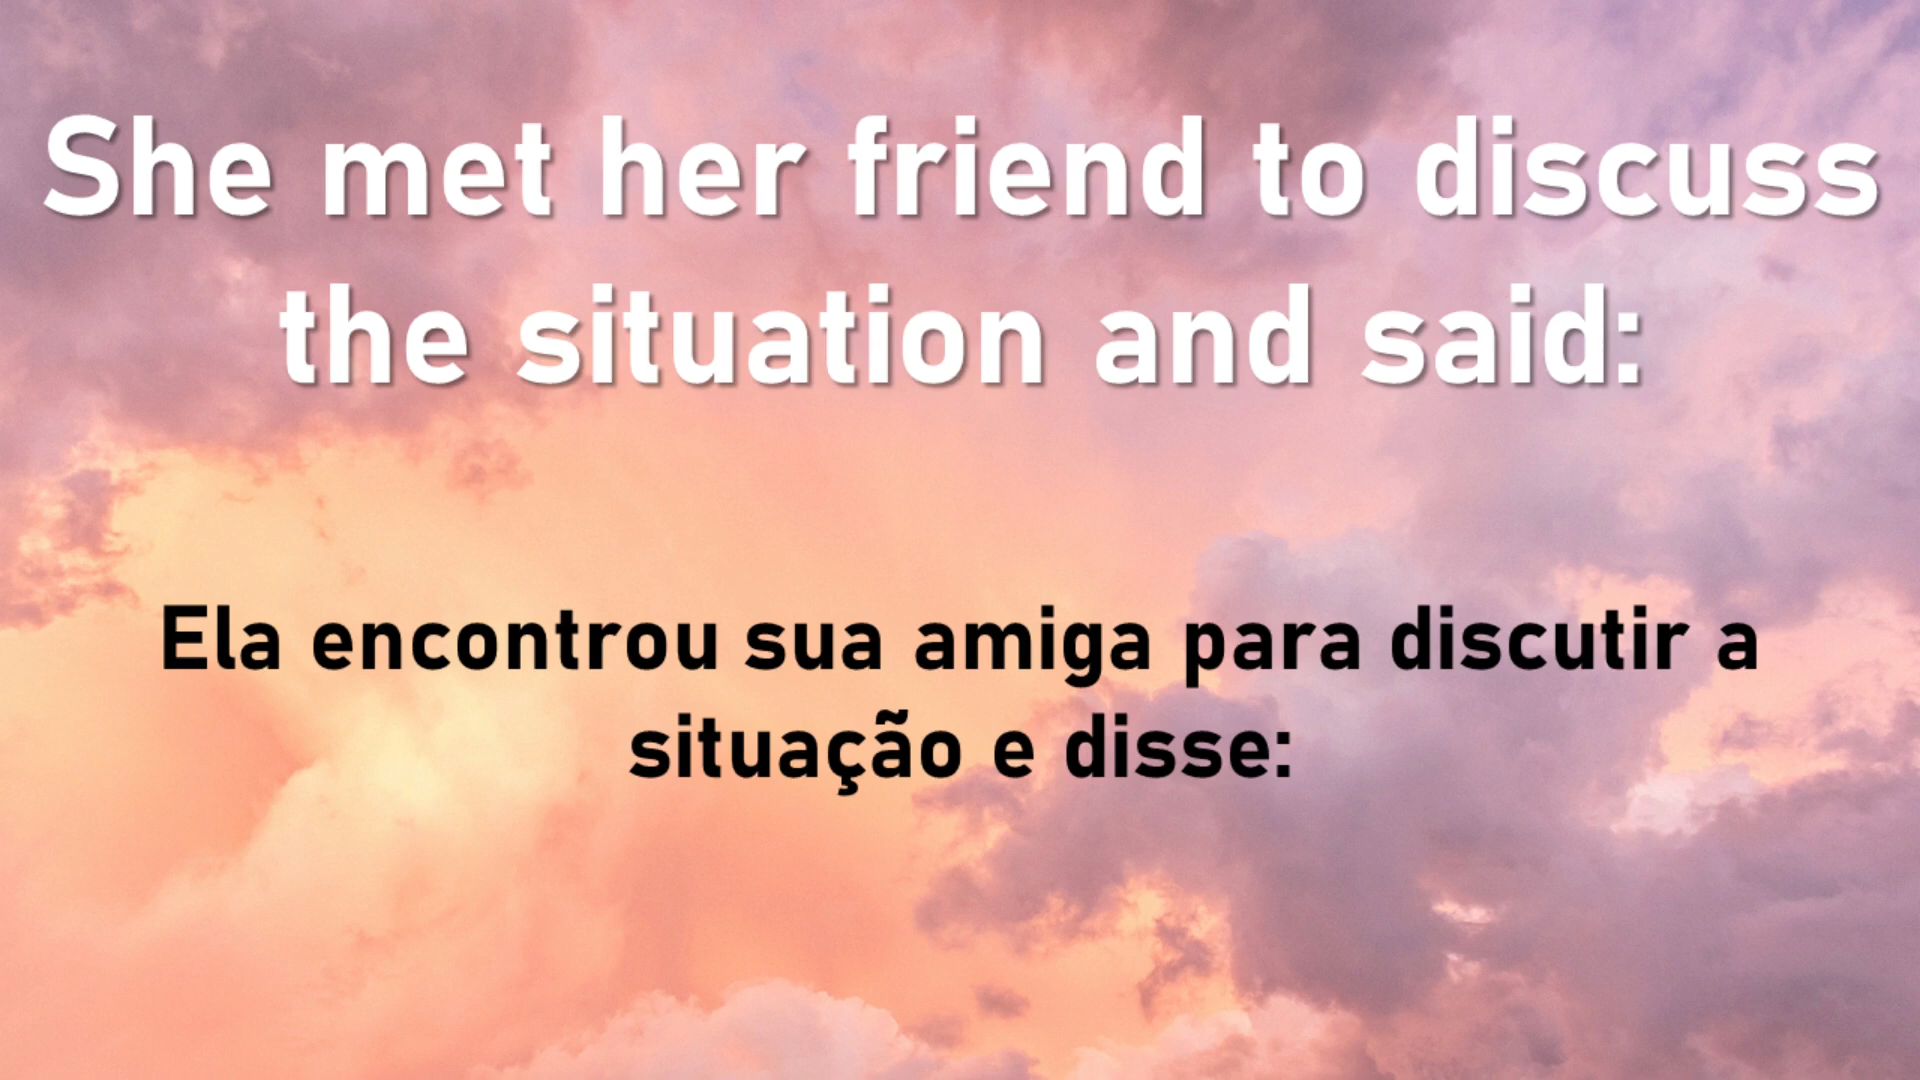 She met her friend to discuss
the situation and said:
Ela encontrou sua amiga para discutir a
situação e disse: